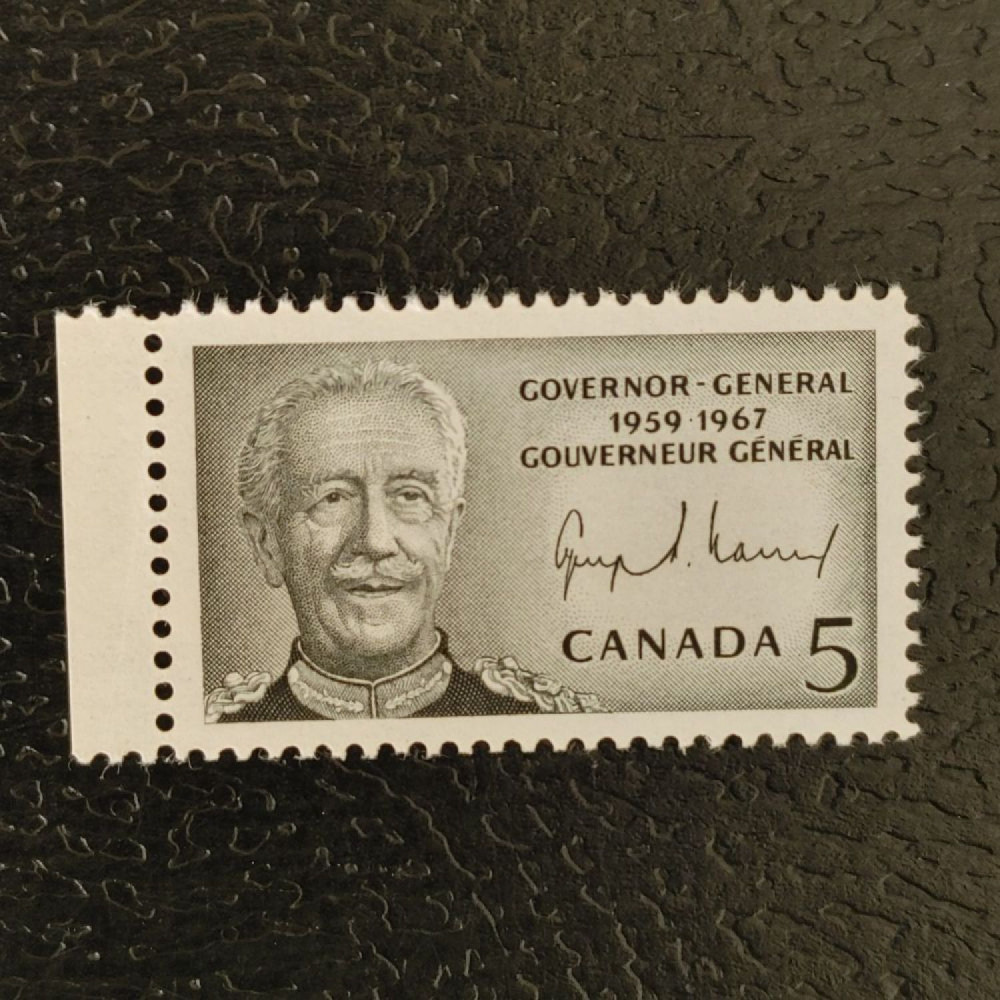 GOVERNOR-GENERAL
1959·1967
GOUVERNEUR GÉNÉRAL
CANADA 5